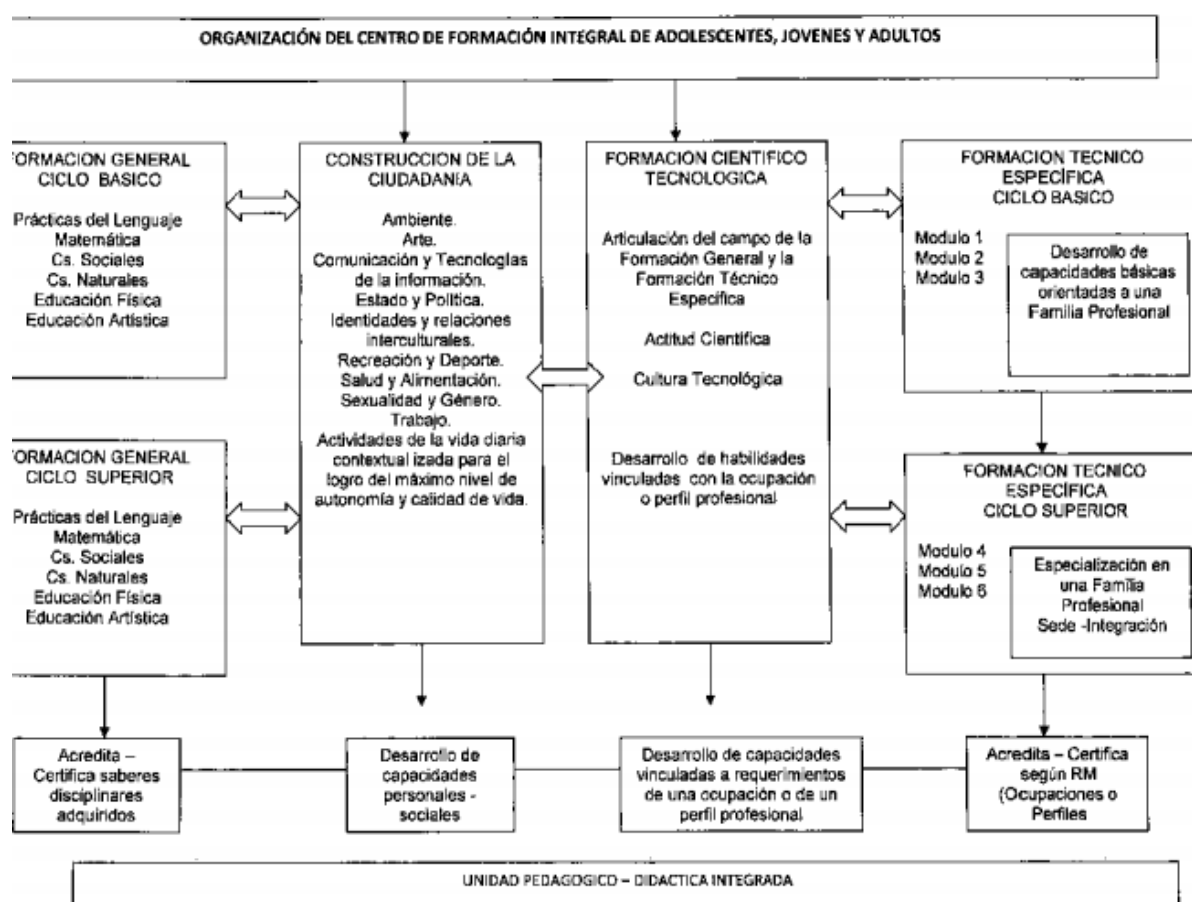 ORGANIZACIÓN DEL CENTRO DE FORMACIÓN INTEGRAL DE ADOLESCENTES, JOVENES Y ADULTOS
FORMACION GENERAL
CICLO BASICO
Prácticas del Lenguaje
Matemática
Cs. Sociales
Cs. Naturales
Educación Física
Educación Artística
CONSTRUCCION DE LA
CIUDADANIA
Ambiente.
Arte.
Comunicación y Tecnologías
de la información.
Estado y Política.
Identidades y relaciones
interculturales.
Recreación y Deporte.
Salud y Alimentación.
Sexualidad y Género.
Trabajo.
Actividades de la vida diaria
contextual izada para el
logro del máximo nivel de
autonomía y calidad de vida.
FORMACION CIENTIFICO
TECNOLOGICA
Articulación del campo de la
Formación General y la
Formación Técnico
Específica
Actitud Científica
Cultura Tecnológica
Desarrollo de habilidades
vinculadas con la ocupación
o perfil profesional
FORMACION TECNICO
ESPECÍFICA
CICLO BASICO
Modulo 1
Modulo 2
Modulo 3
Desarrollo de
capacidades básicas
orientadas a una
Familia Profesional
FORMACION GENERAL
CICLO SUPERIOR
Prácticas del Lenguaje
Matemática
Cs. Sociales
Cs. Naturales
Educación Física
Educación Artística
FORMACION TECNICO
ESPECÍFICA
CICLO SUPERIOR
Modulo 4
Modulo 5
Modulo 6
Especialización en
una Familia
Profesional
Sede -Integración
Acredita –
Certifica saberes
disciplinares
adquiridos
Desarrollo de
capacidades
personales -
sociales
Desarrollo de capacidades
vinculadas a requerimientos
de una ocupación o de un
perfil profesional
Acredita – Certifica
según RM
(Ocupaciones o
Perfiles
UNIDAD PEDAGOGICO – DIDACTICA INTEGRADA